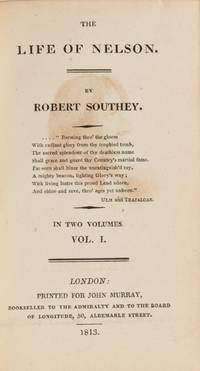 THE
LIFE OF NELSON.
BY
ROBERT SOUTHEY.
. . . . " Bursting thro' the gloom
With radiant glory from thy trophied tomb,
The sacred splendour of thy deathless name
Shall grace and guard thy Country's martial fame.
Far-seen shall blaze the unextinguish'd ray,
A mighty beacon, lighting Glory's way;
With living lustre this proud Land adorn,
And shine and save, thro' ages yet unborn."
ULM and TRAFALGAR.
IN TWO VOLUMES.
VOL. I.
LONDON:
PRINTED FOR JOHN MURRAY,
BOOKSELLER TO THE ADMIRALTY AND TO THE BOARD
OF LONGITUDE, 50, ALBEMARLE STREET.
1813.